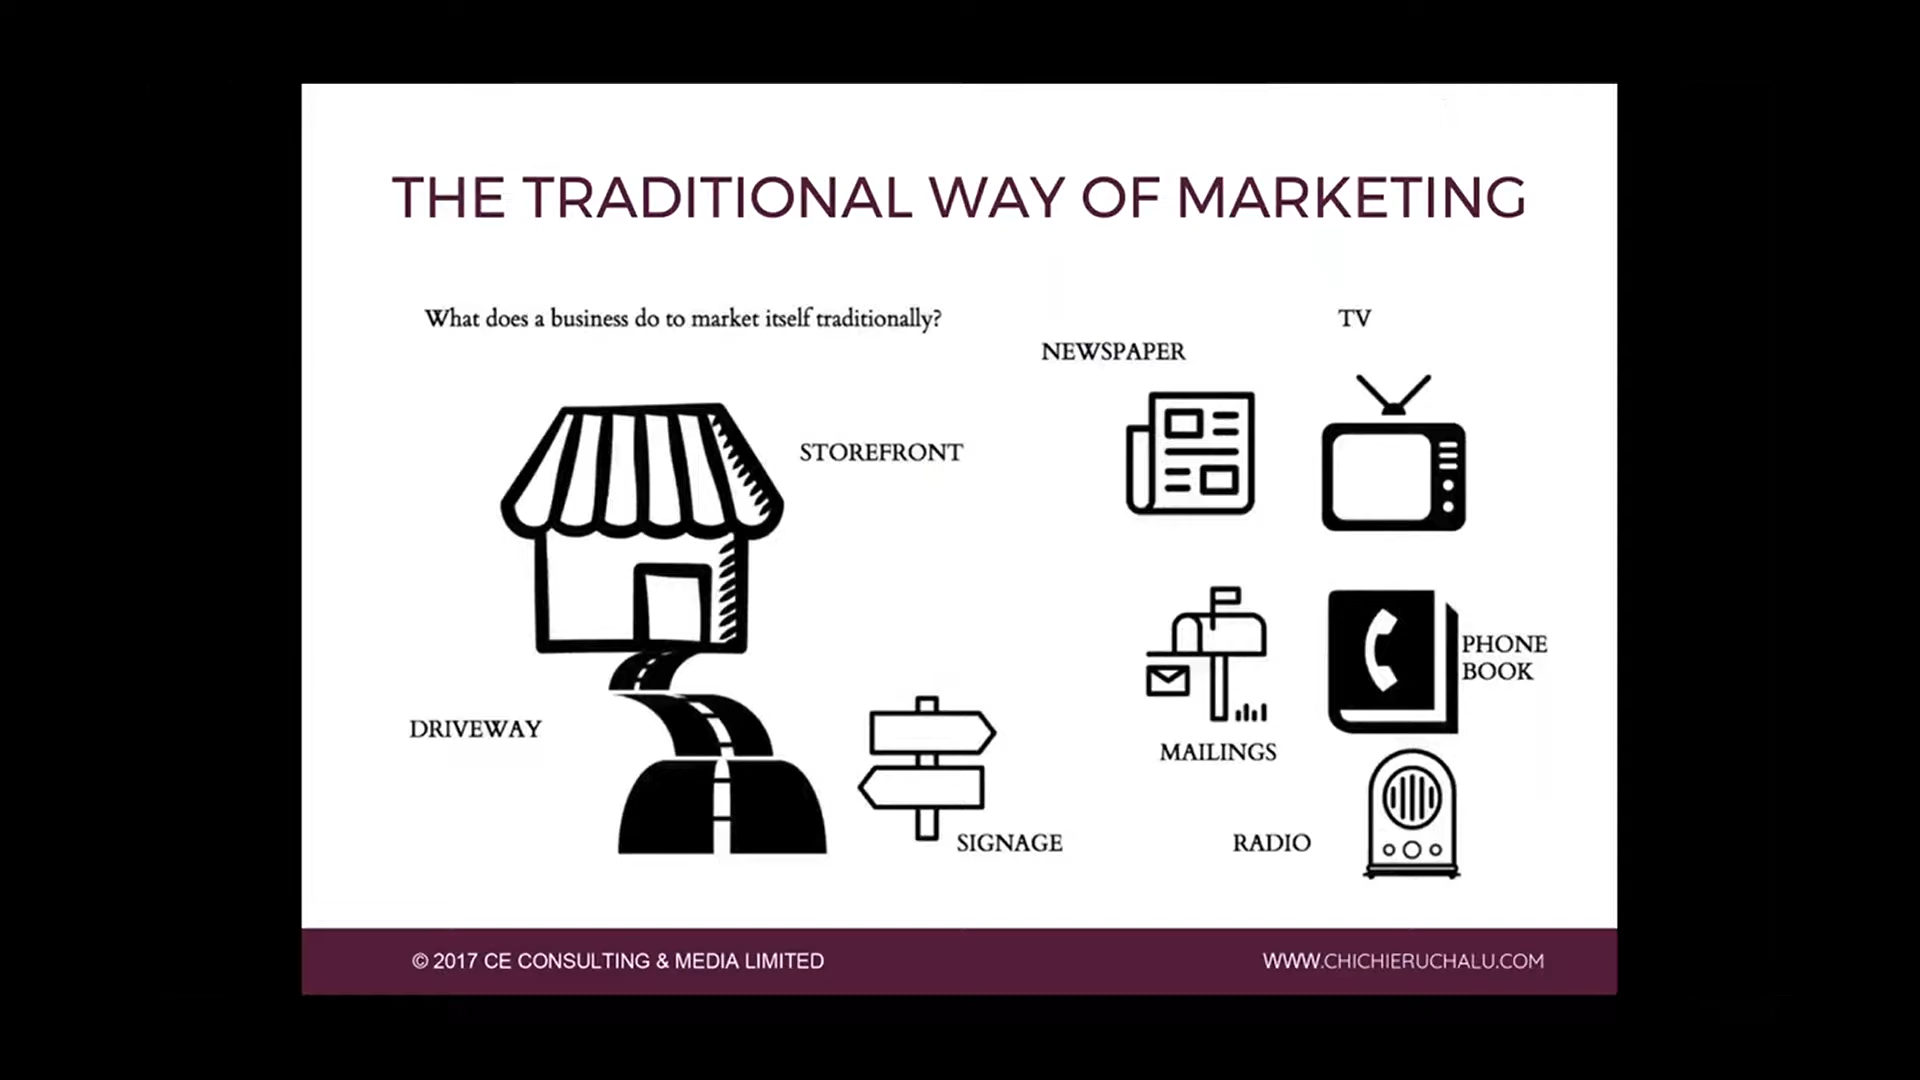 THE TRADITIONAL WAY OF MARKETING
What does a business do to market itself traditionally?
TV
NEWSPAPER
STOREFRONT
PHONE
BOOK
DRIVEWAY
MAILINGS
SIGNAGE
RADIO
© 2017 CE CONSULTING & MEDIA LIMITED
WWW.CHICHIERUCHALU.COM